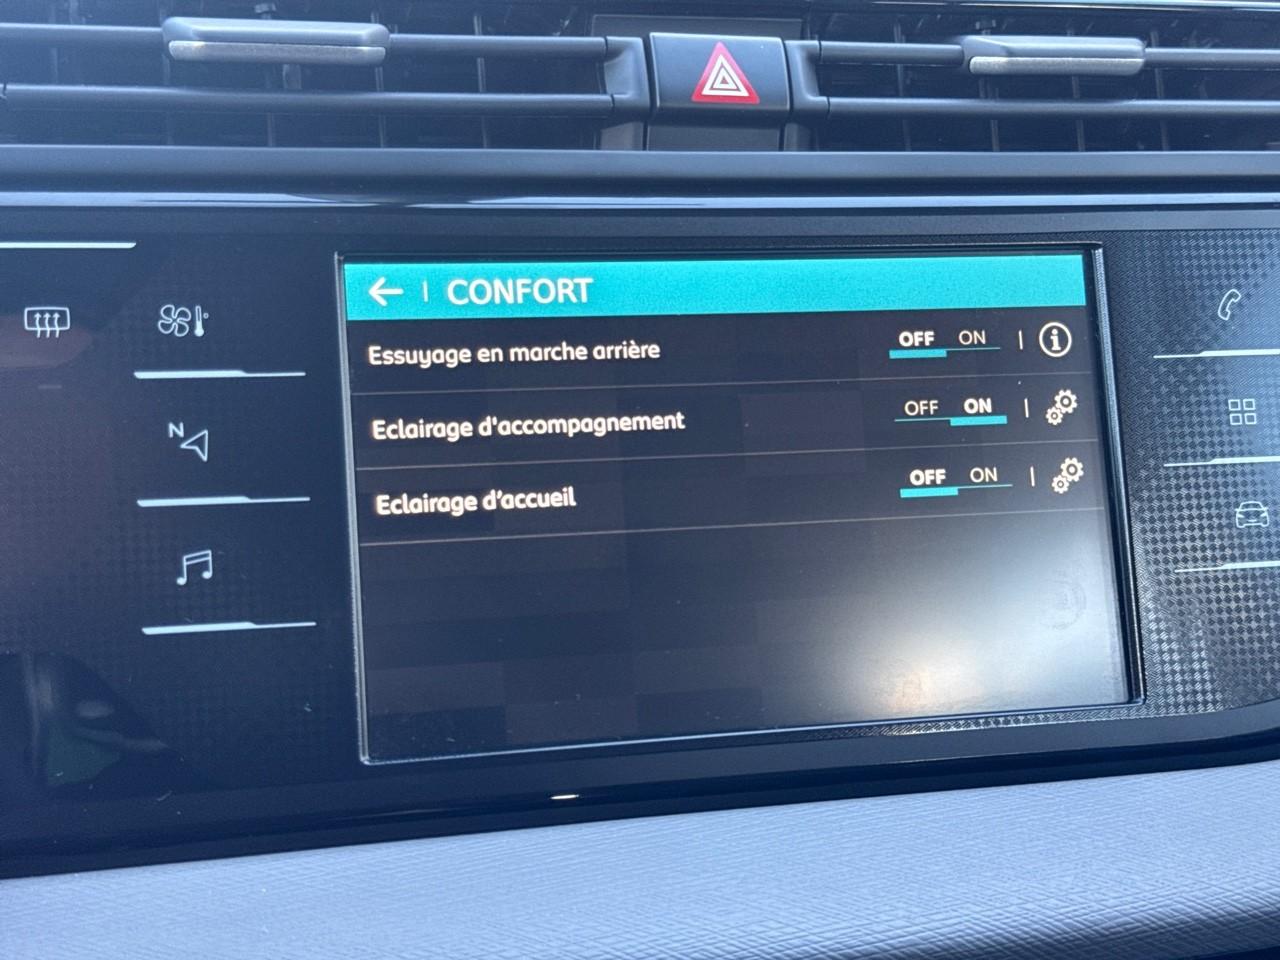 ← | CONFORT
Essuyage en marche arrière OFF ON | i
Eclairage d'accompagnement OFF ON |
Eclairage d'accueil OFF ON |
N